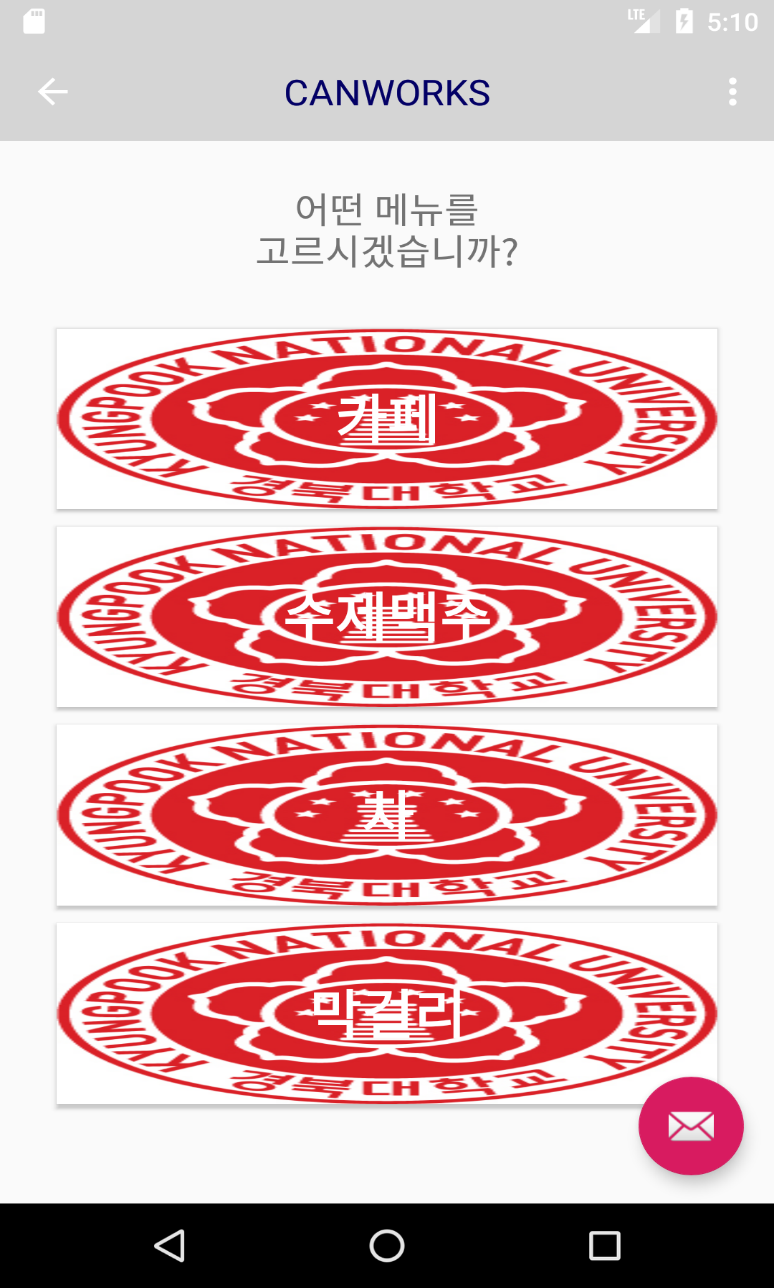 LTE 5:10
CANWORKS
어떤 메뉴를
고르시겠습니까?
KYUNGPOOK NATIONAL UNIVERSITY
카페
경북대학교
KYUNGPOOK NATIONAL UNIVERSITY
수제맥주
경북대학교
KYUNGPOOK NATIONAL UNIVERSITY
차
경북대학교
KYUNGPOOK NATIONAL UNIVERSITY
막걸리
경북대학교